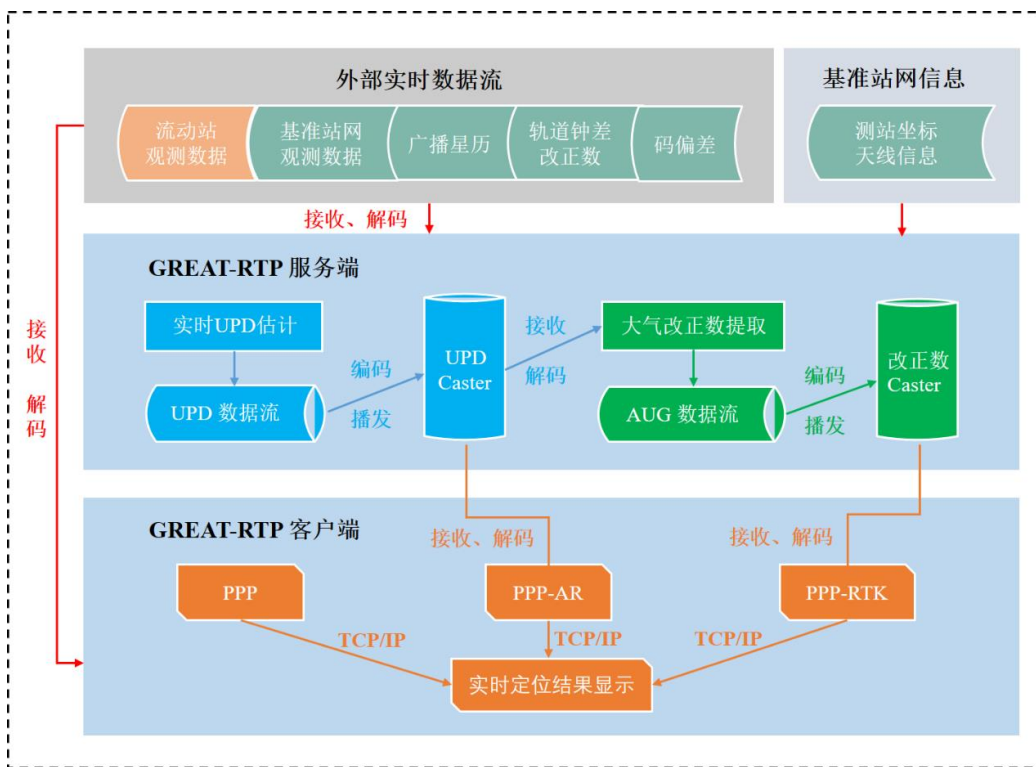 外部实时数据流
基准站网信息
流动站
观测数据
基准站网
观测数据
广播星历
轨道钟差
改正数
码偏差
测站坐标
天线信息
接收、解码
GREAT-RTP 服务端
接
收
解
码
实时UPD估计
UPD 数据流
编码
播发
UPD
Caster
接收
解码
大气改正数提取
AUG 数据流
编码
播发
改正数
Caster
GREAT-RTP 客户端
接收、解码
接收、解码
PPP
PPP-AR
PPP-RTK
TCP/IP
TCP/IP
TCP/IP
实时定位结果显示